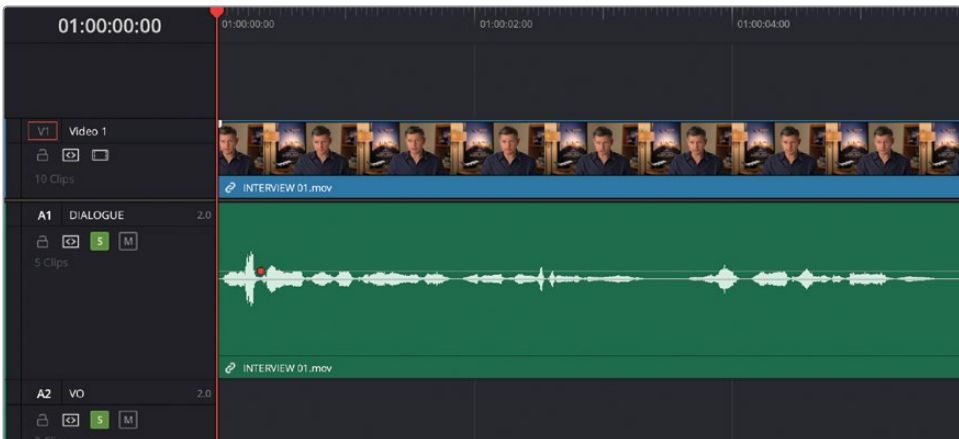 01:00:00:00
01:00:00:00 01:00:02:00 01:00:04:00
V1 Video 1
10 Clips
INTERVIEW 01.mov
A1 DIALOGUE 2.0
S M
5 Clips
INTERVIEW 01.mov
A2 VO 2.0
S M